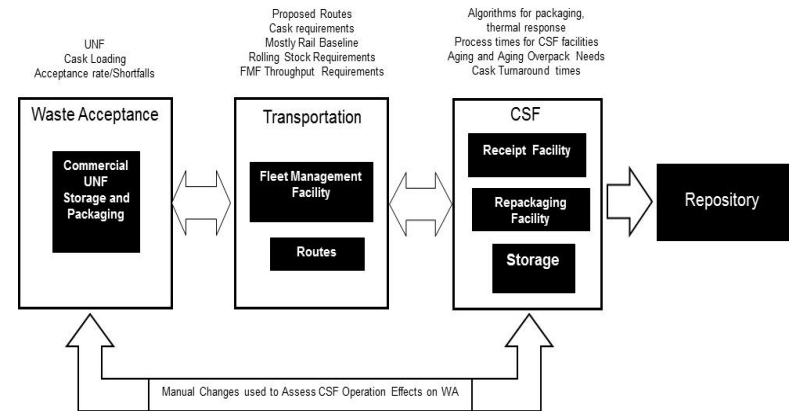 UNF
Cask Loading
Acceptance rate/Shortfalls
Proposed Routes
Cask requirements
Mostly Rail Baseline
Rolling Stock Requirements
FMF Throughput Requirements
Algorithms for packaging,
thermal response
Process times for CSF facilities
Aging and Aging Overpack Needs
Cask Turnaround times
Waste Acceptance
Commercial
UNF
Storage and
Packaging
Transportation
Fleet Management
Facility
Routes
CSF
Receipt Facility
Repackaging
Facility
Storage
Repository
Manual Changes used to Assess CSF Operation Effects on WA